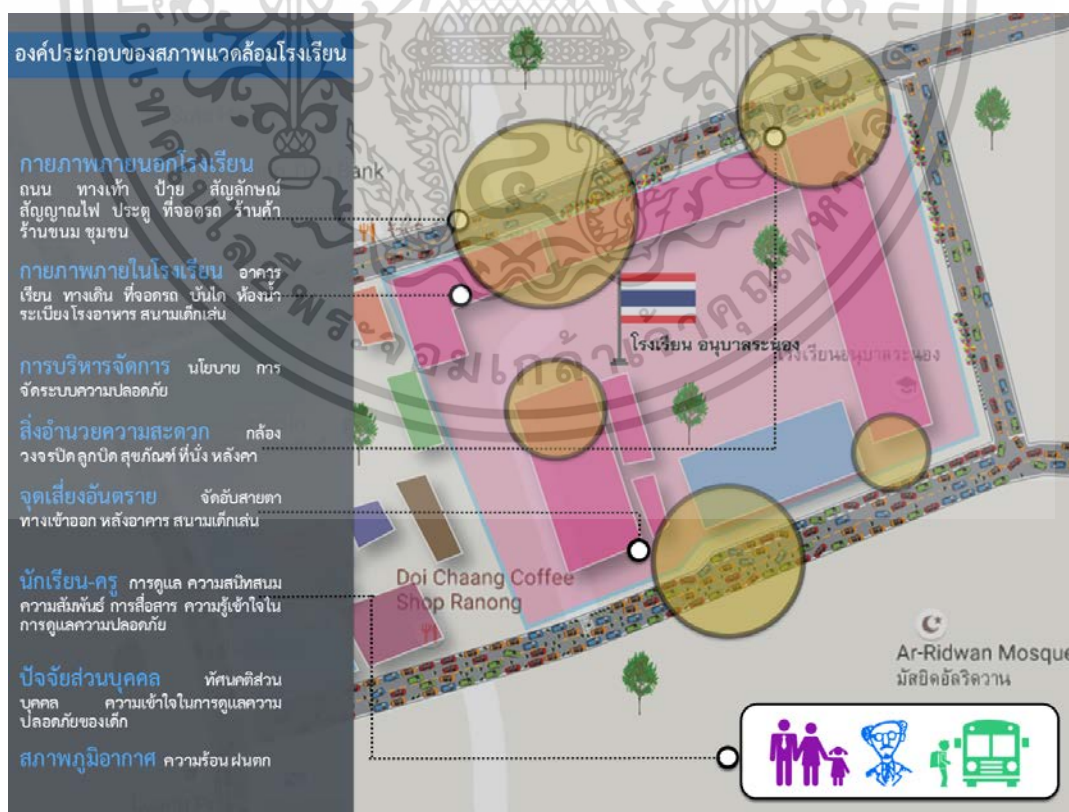 องค์ประกอบของสภาพแวดล้อมโรงเรียน
กายภาพภายนอกโรงเรียน
ถนน ทางเท้า ป้าย สัญลักษณ์
สัญญาณไฟ ประตู ที่จอดรถ ร้านค้า
ร้านขนม ชุมชน
กายภาพภายในโรงเรียน อาคาร
เรียน ทางเดิน ที่จอดรถ บันได ห้องน้ำ
ระเบียงโรงอาหาร สนามเด็กเล่น
การบริหารจัดการ นโยบาย การ
จัดระบบความปลอดภัย
สิ่งอำนวยความสะดวก กล้อง
วงจรปิด ลูกบิด สุขภัณฑ์ ที่นั่ง หลังคา
จุดเสี่ยงอันตราย จัดอับสายตา
ทางเข้าออก หลังอาคาร สนามเด็กเล่น
นักเรียน-ครู การดูแล ความสนิทสนม
ความสัมพันธ์ การสื่อสาร ความรู้เข้าใจใน
การดูแลความปลอดภัย
ปัจจัยส่วนบุคคล ทัศนคติส่วน
บุคคล ความเข้าใจในการดูแลความ
ปลอดภัยของเด็ก
สภาพภูมิอากาศ ความร้อน ฝนตก
โรงเรียน อนุบาลระนอง
โรงเรียนอนุบาลระนอง
Doi Chaang Coffee
Shop Ranong
Ar-Ridwan Mosque
มัสยิดอัลริดวาน